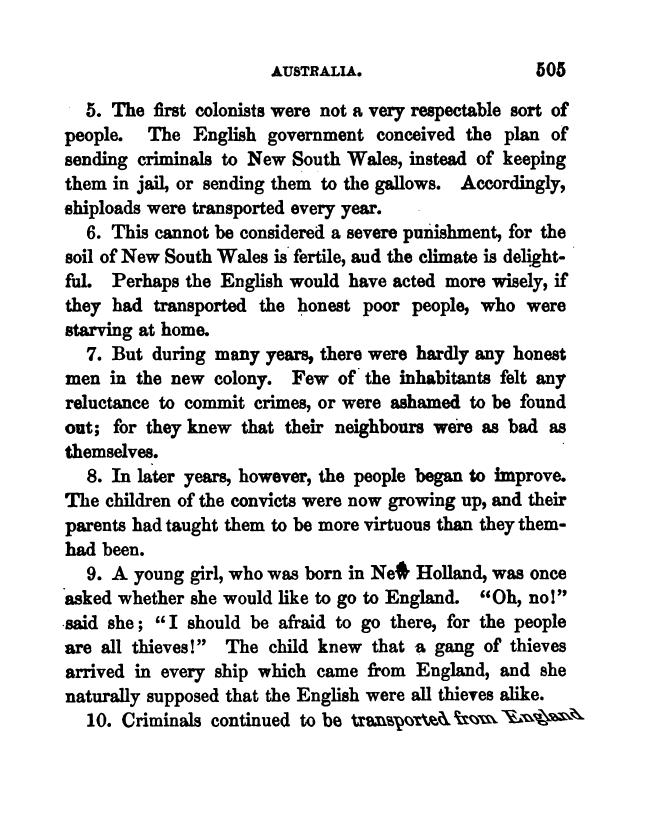 AUSTRALIA. 505
5. The first colonists were not a very respectable sort of
people. The English government conceived the plan of
sending criminals to New South Wales, instead of keeping
them in jail, or sending them to the gallows. Accordingly,
shiploads were transported every year.
6. This cannot be considered a severe punishment, for the
soil of New South Wales is fertile, aud the climate is delight-
ful. Perhaps the English would have acted more wisely, if
they had transported the honest poor people, who were
starving at home.
7. But during many years, there were hardly any honest
men in the new colony. Few of the inhabitants felt any
reluctance to commit crimes, or were ashamed to be found
out; for they knew that their neighbours were as bad as
themselves.
8. In later years, however, the people began to improve.
The children of the convicts were now growing up, and their
parents had taught them to be more virtuous than they them-
had been.
9. A young girl, who was born in New Holland, was once
asked whether she would like to go to England. “Oh, no!”
said she; “I should be afraid to go there, for the people
are all thieves!” The child knew that a gang of thieves
arrived in every ship which came from England, and she
naturally supposed that the English were all thieves alike.
10. Criminals continued to be transported from England